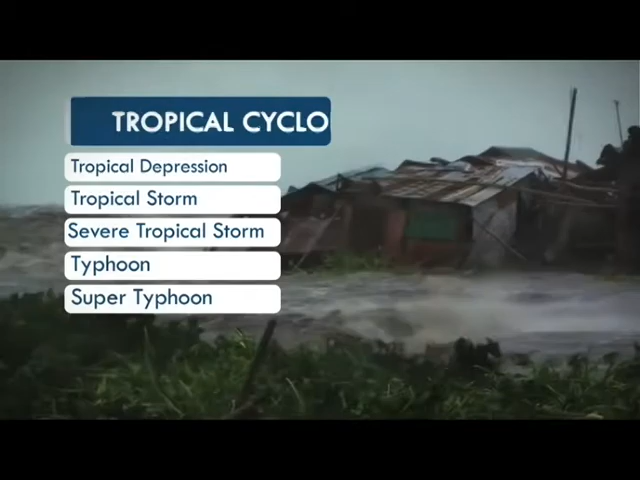 TROPICAL CYCLO
Tropical Depression
Tropical Storm
Severe Tropical Storm
Typhoon
Super Typhoon